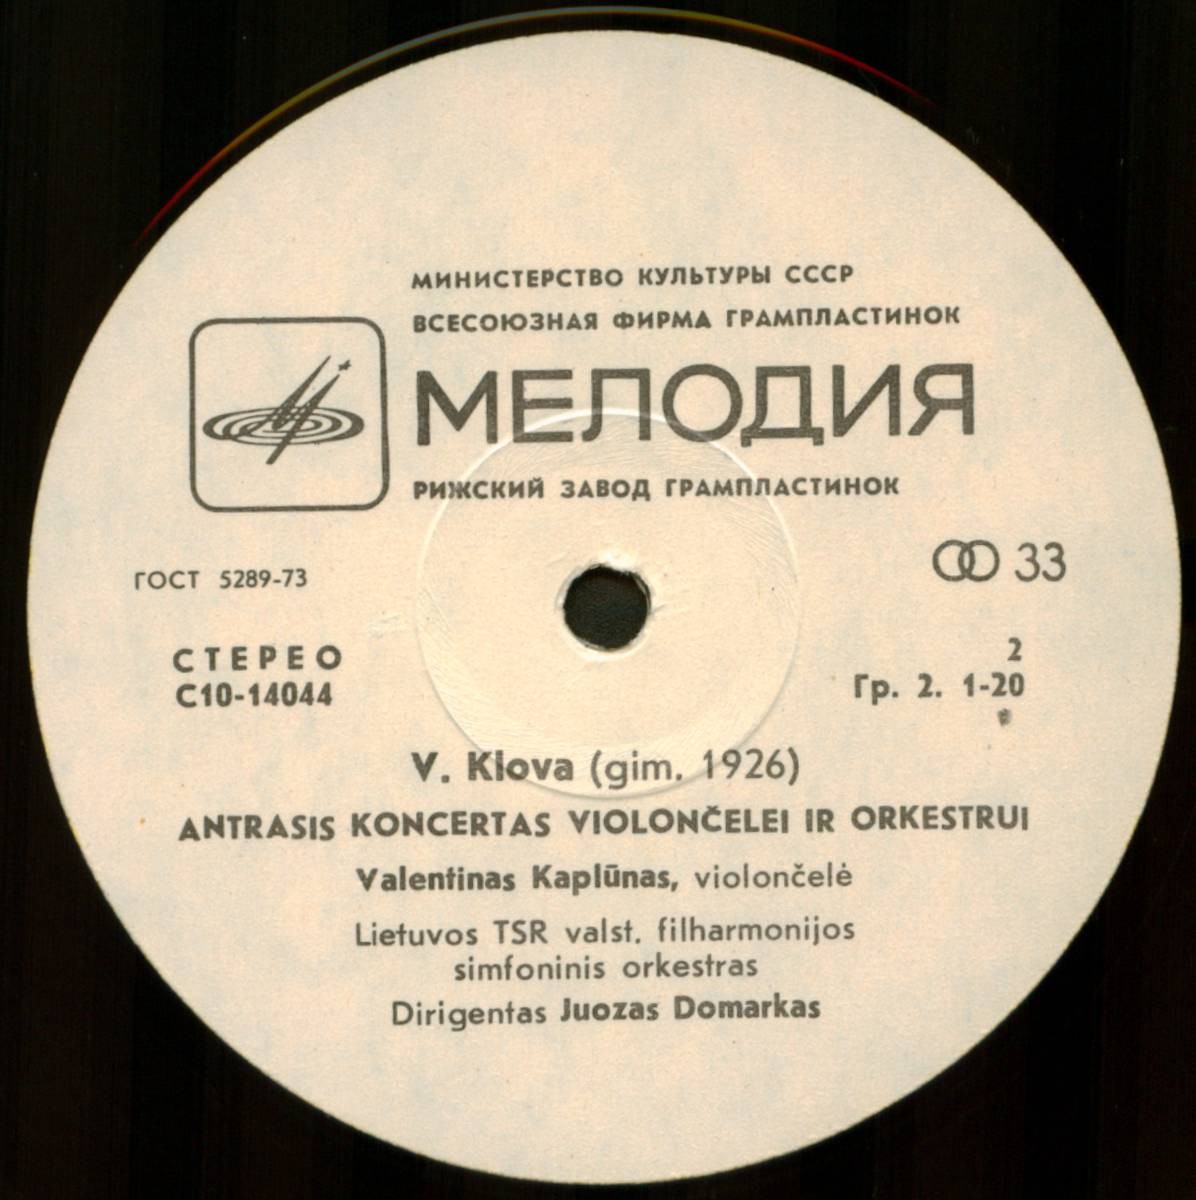 МИНИСТЕРСТВО КУЛЬТУРЫ СССР
ВСЕСОЮЗНАЯ ФИРМА ГРАМПЛАСТИНОК
МЕЛОДИЯ
РИЖСКИЙ ЗАВОД ГРАМПЛАСТИНОК
ГОСТ 5289-73
33
СТЕРЕО
С10-14044
2
Гр. 2. 1-20
V. Klova (gim. 1926)
ANTRASIS KONCERTAS VIOLONČELEI IR ORKESTRUI
Valentinas Kaplūnas, violončelė
Lietuvos TSR valst. filharmonijos
simfoninis orkestras
Dirigentas Juozas Domarkas